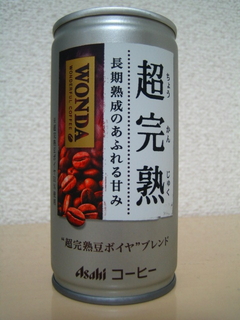 超完熟
ちょうかんじゅく
長期熟成のあふれる甘み
WONDA
WONDERFUL COFFEE
"超完熟豆ボイヤ"ブレンド
Asahi コーヒー